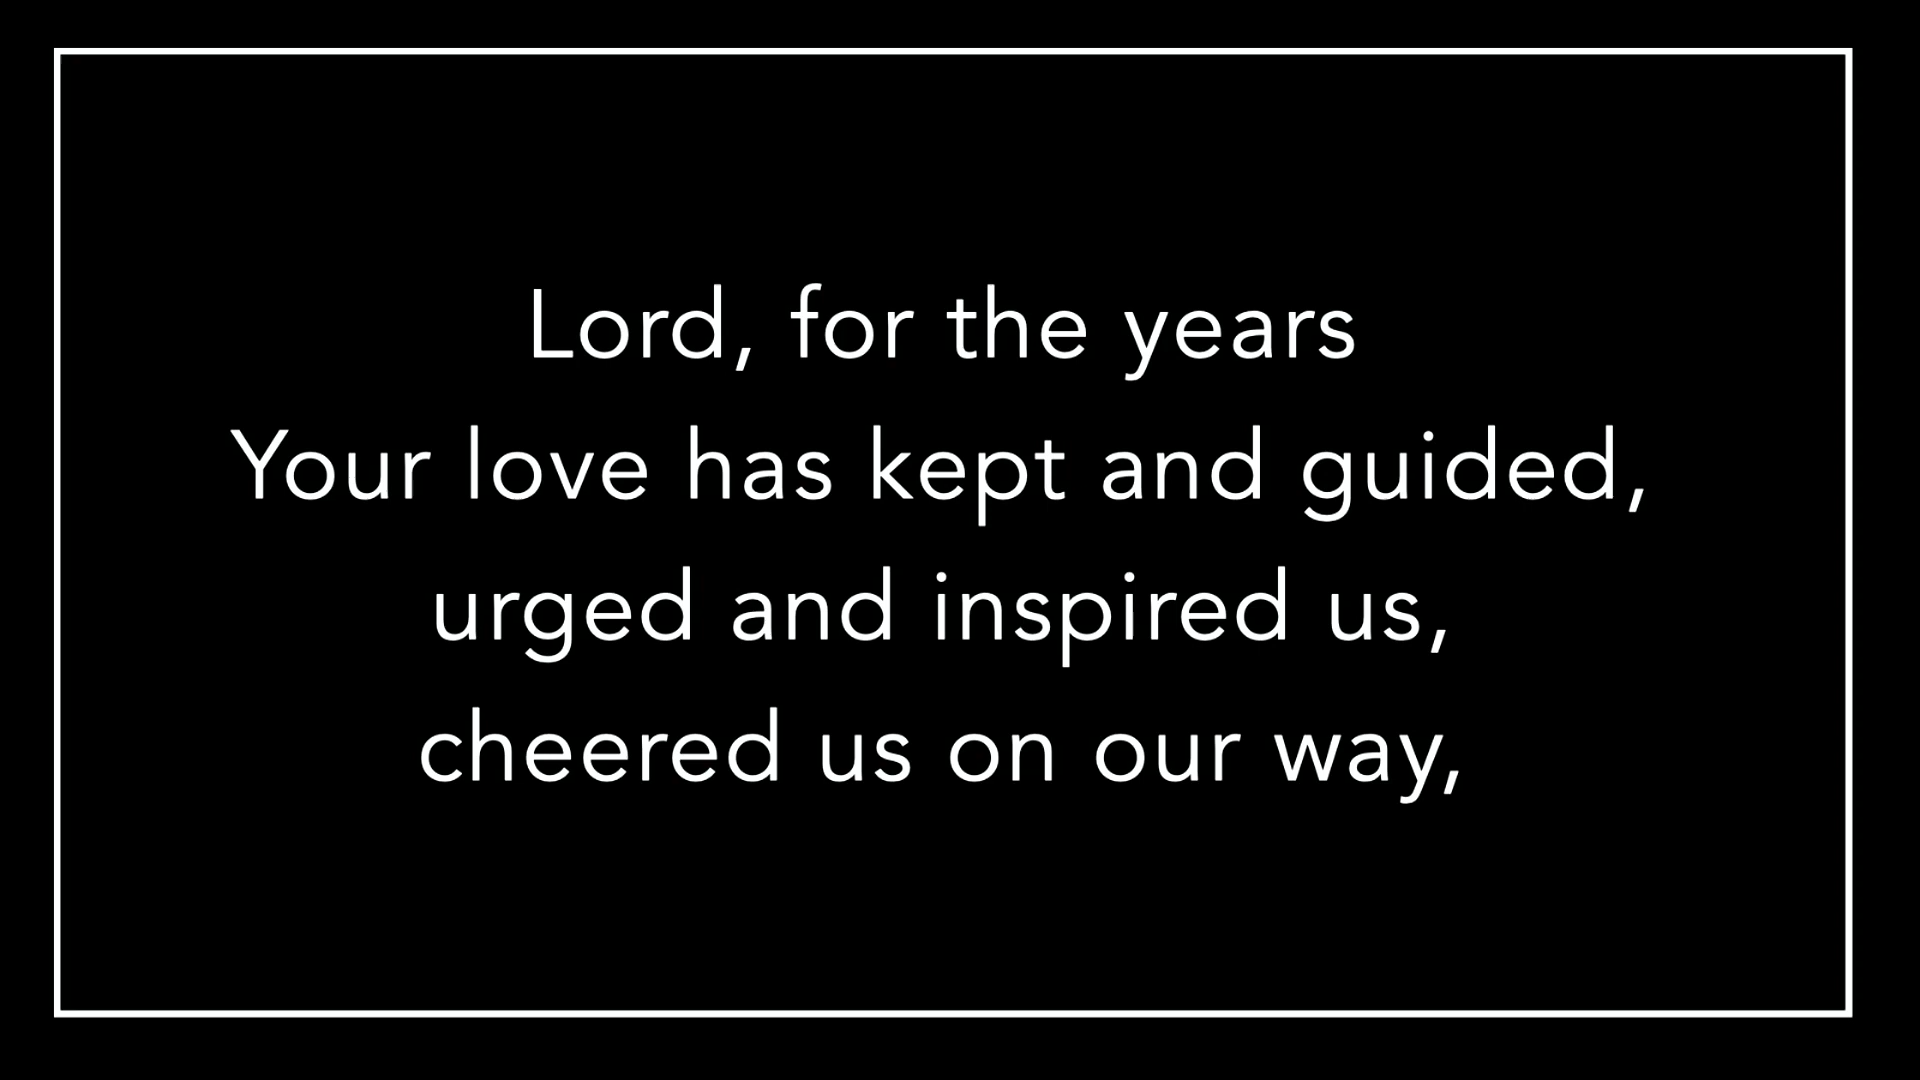 Lord, for the years
Your love has kept and guided,
urged and inspired us,
cheered us on our way,